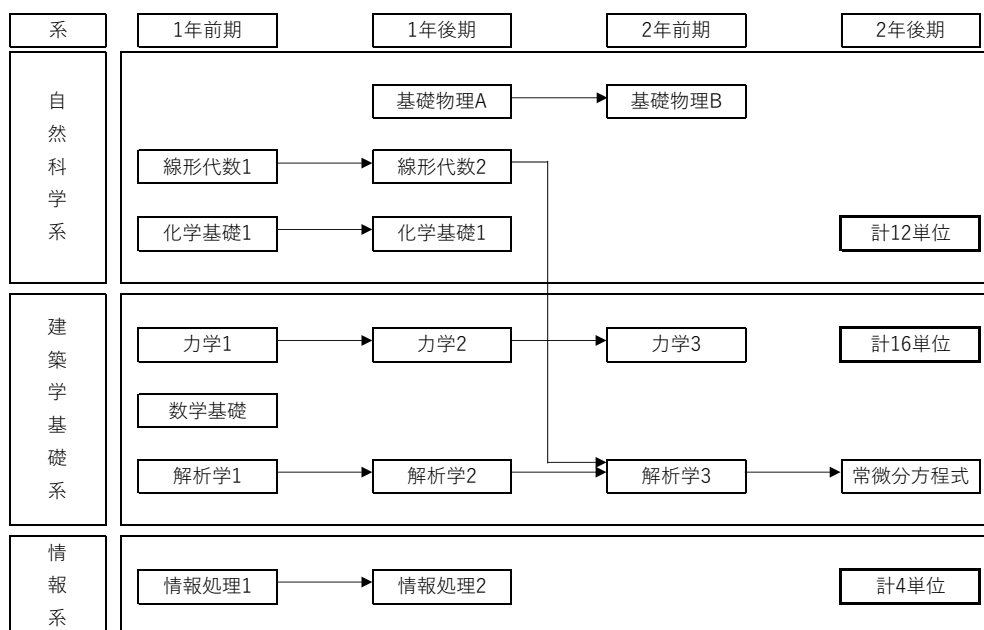 系 1年前期 1年後期 2年前期 2年後期
自然科学系
基礎物理A 基礎物理B
線形代数1 線形代数2
化学基礎1 化学基礎1
計12単位
建築学基礎系
力学1 力学2 力学3 計16単位
数学基礎
解析学1 解析学2 解析学3 常微分方程式
情報系
情報処理1 情報処理2 計4単位